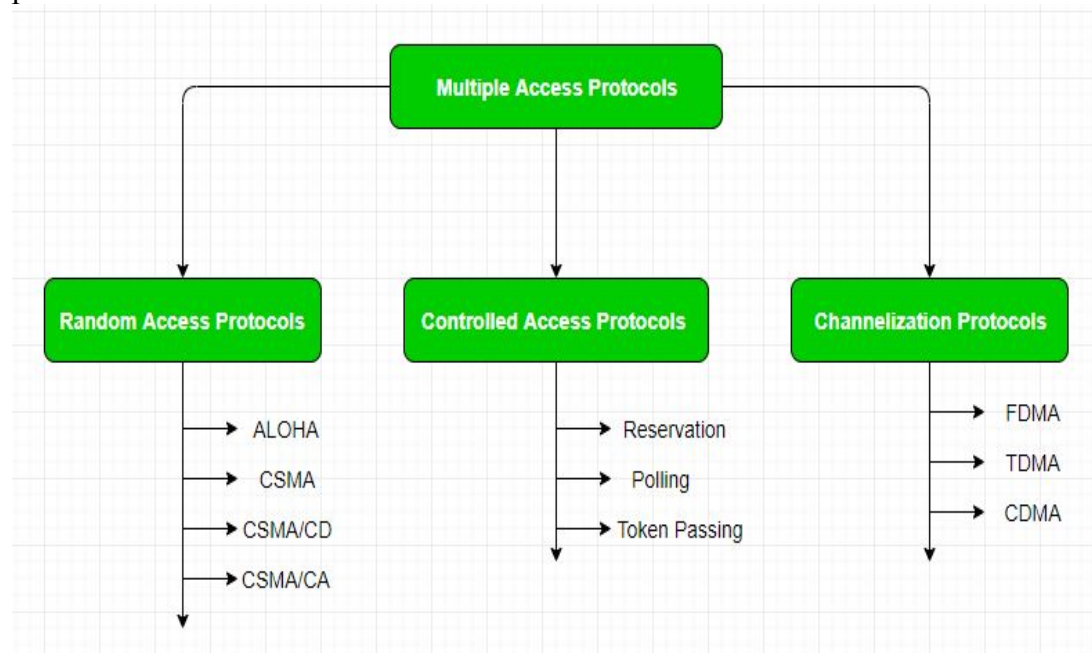 Multiple Access Protocols
Random Access Protocols
Controlled Access Protocols
Channelization Protocols
ALOHA
CSMA
CSMA/CD
CSMA/CA
Reservation
Polling
Token Passing
FDMA
TDMA
CDMA